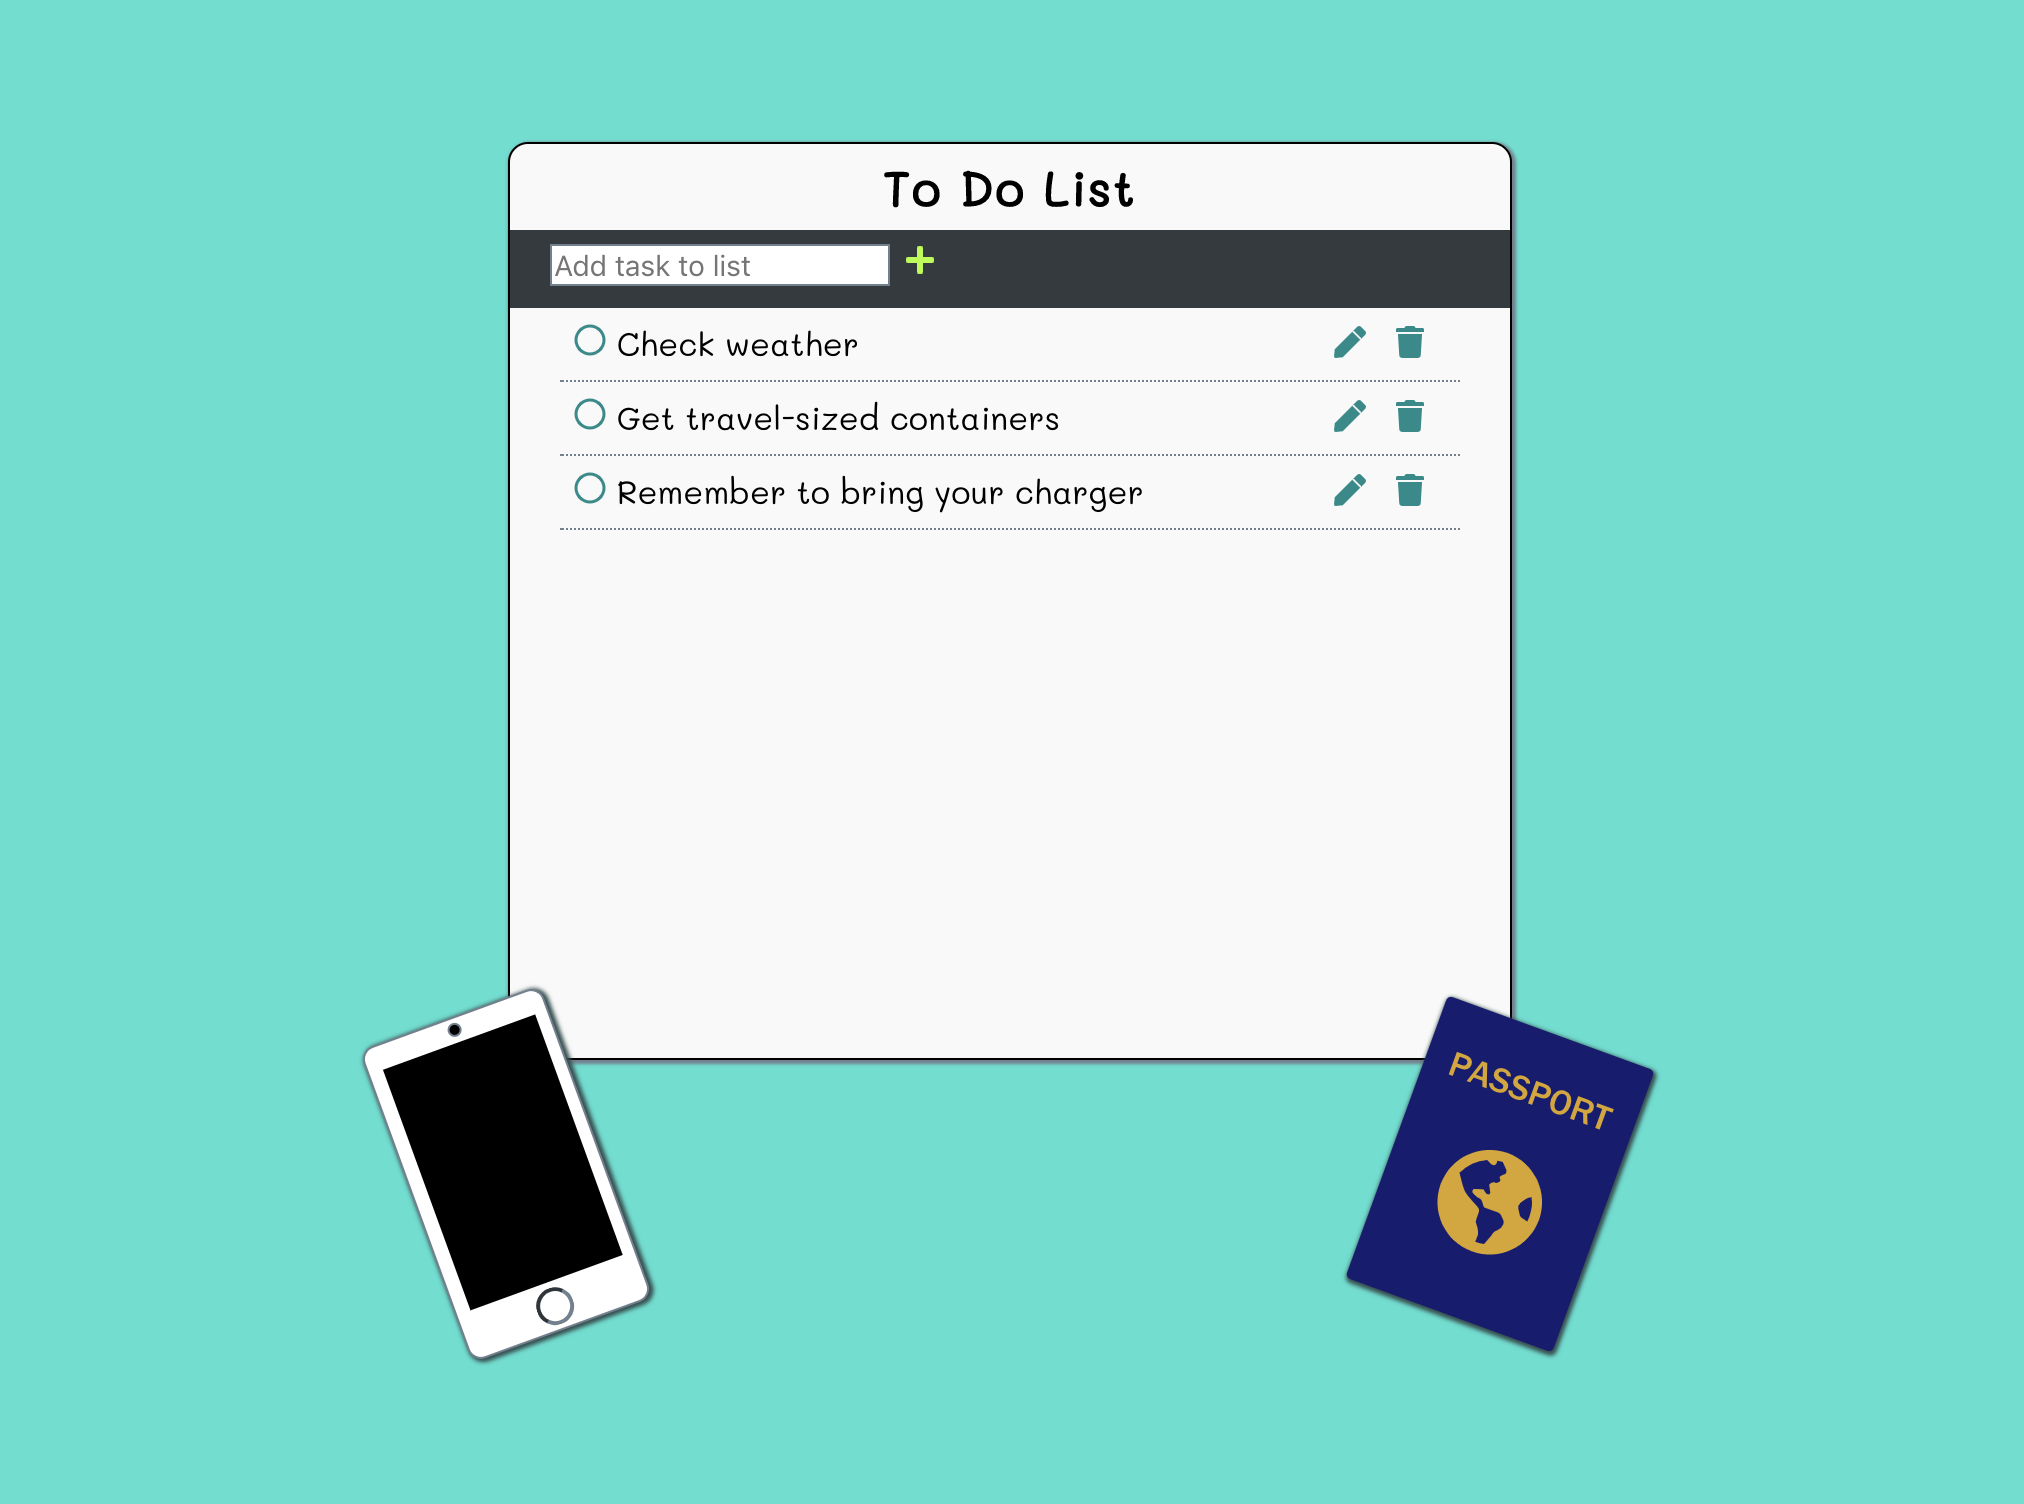 To Do List
Add task to list
Check weather
Get travel-sized containers
Remember to bring your charger
PASSPORT